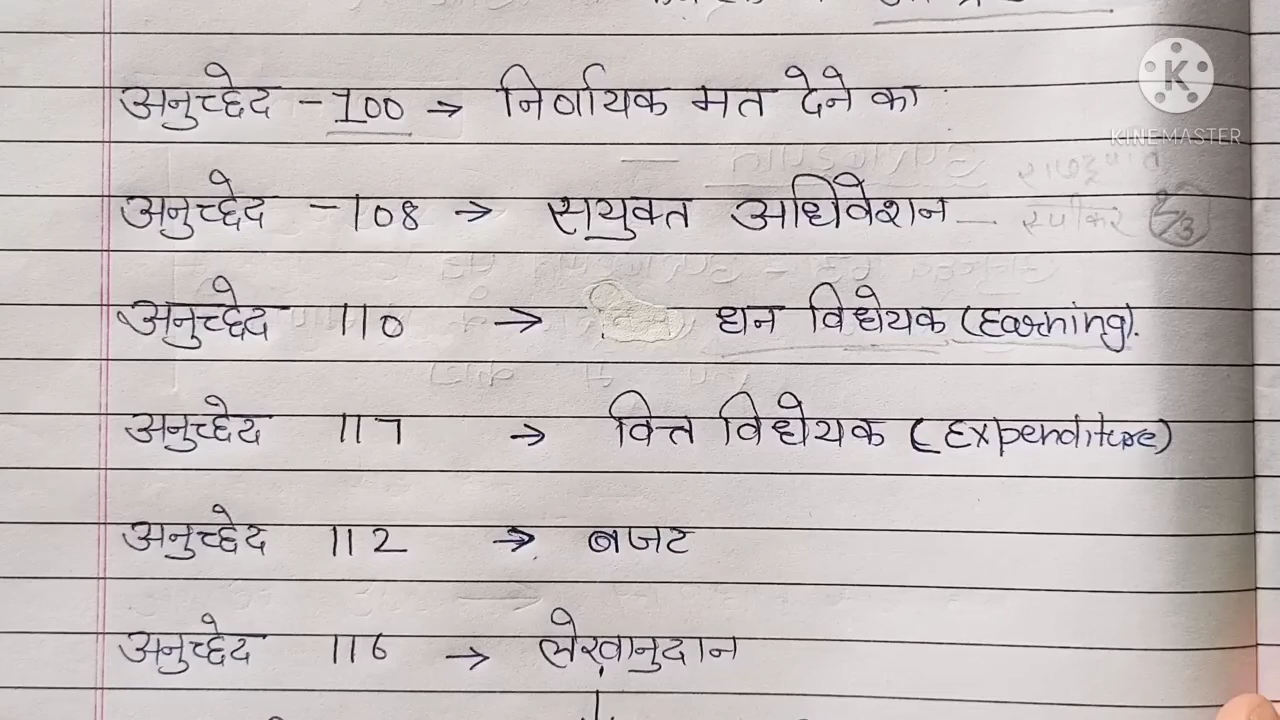 अनुच्छेद -100 → निर्णायक मत देने का
KINEMASTER
अनुच्छेद -108 → सयुक्त अधिवेशन
अनुच्छेद 110 → धन विधेयक (Earning).
अनुच्छेद 117 → वित्त विधेयक (Expenditure)
अनुच्छेद 112 → बजट
अनुच्छेद 116 → लेखानुदान